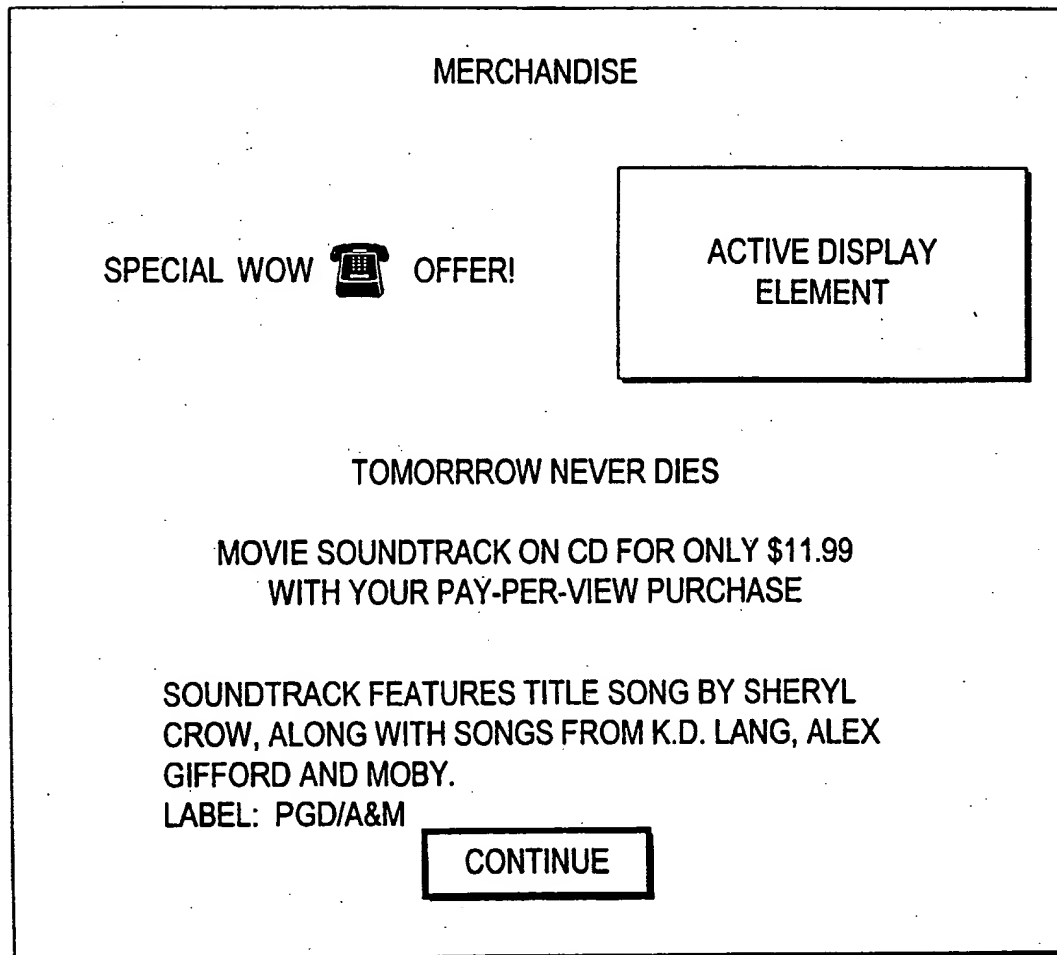 MERCHANDISE
SPECIAL WOW OFFER!
ACTIVE DISPLAY
ELEMENT
TOMORRROW NEVER DIES
MOVIE SOUNDTRACK ON CD FOR ONLY $11.99
WITH YOUR PAY-PER-VIEW PURCHASE
SOUNDTRACK FEATURES TITLE SONG BY SHERYL
CROW, ALONG WITH SONGS FROM K.D. LANG, ALEX
GIFFORD AND MOBY.
LABEL: PGD/A&M
CONTINUE